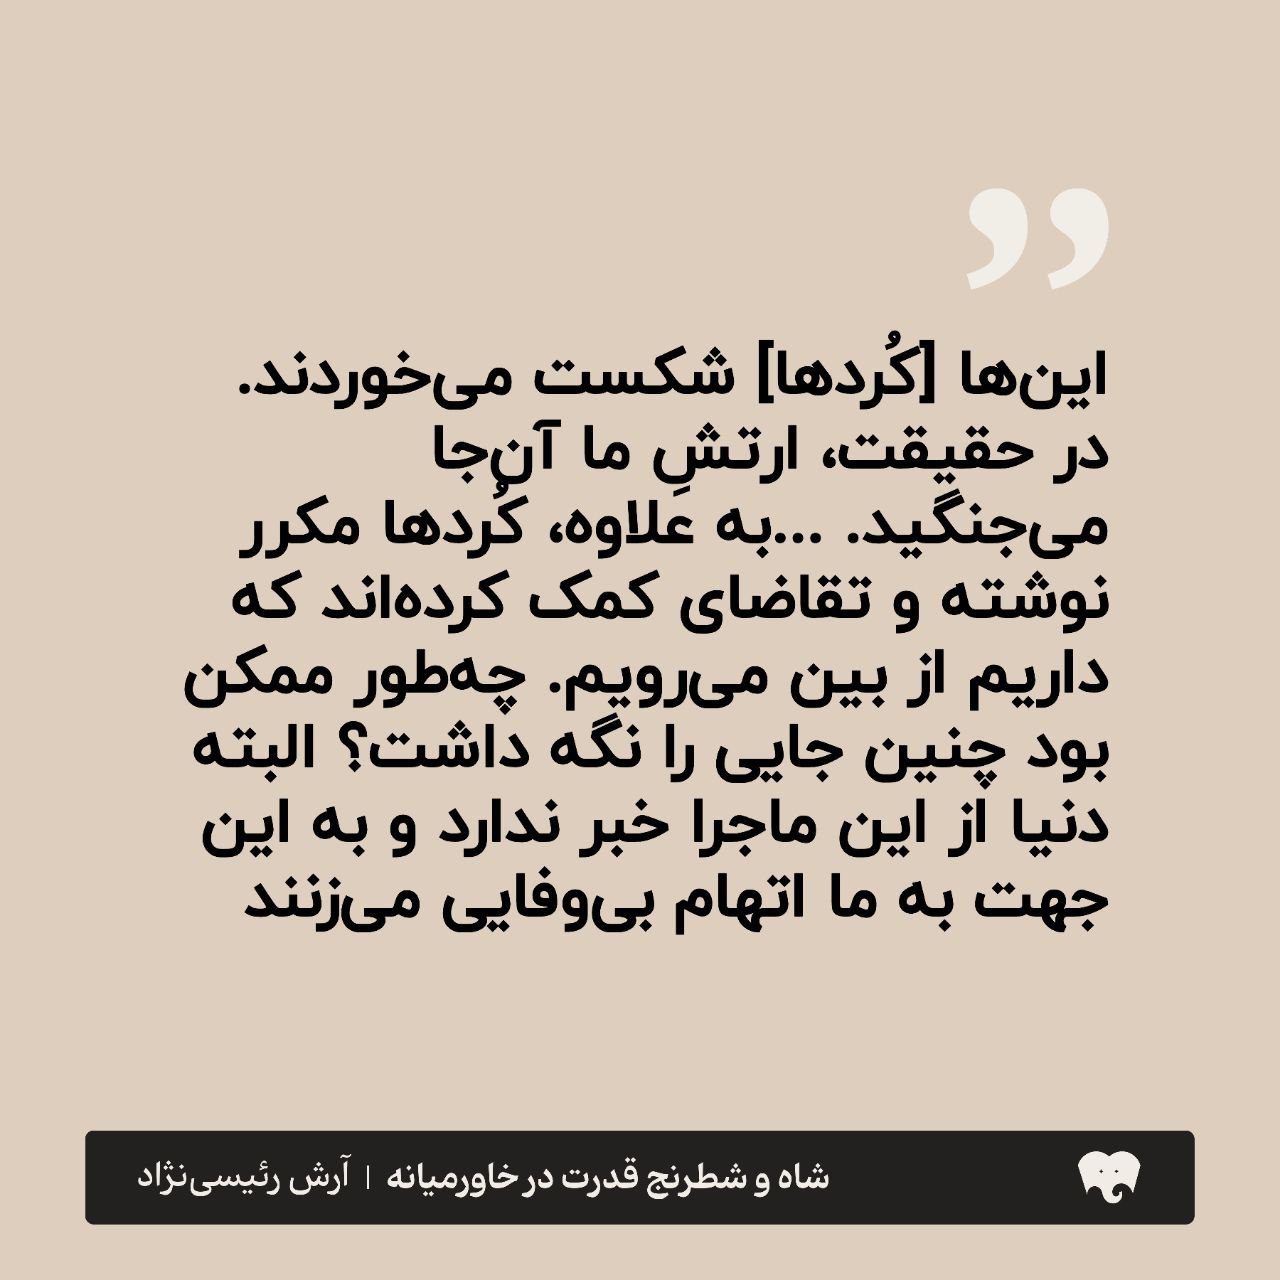 ”
این‌ها [کُردها] شکست می‌خوردند.
در حقیقت، ارتشِ ما آن‌جا
می‌جنگید. ...به علاوه، کُردها مکرر
نوشته و تقاضای کمک کرده‌اند که
داریم از بین می‌رویم. چه‌طور ممکن
بود چنین جایی را نگه داشت؟ البته
دنیا از این ماجرا خبر ندارد و به این
جهت به ما اتهام بی‌وفایی می‌زنند
شاه و شطرنج قدرت در خاورمیانه | آرش رئیسی‌نژاد